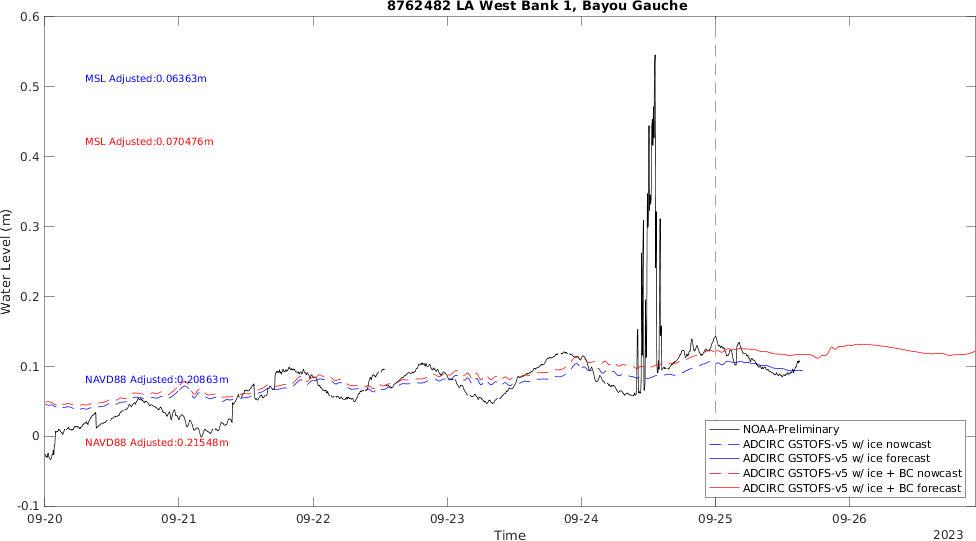 8762482 LA West Bank 1, Bayou Gauche
0.6
0.5
0.4
0.3
0.2
0.1
0
-0.1
Water Level (m)
MSL Adjusted:0.06363m
MSL Adjusted:0.070476m
NAVD88 Adjusted:0.20863m
NAVD88 Adjusted:0.21548m
NOAA-Preliminary
ADCIRC GSTOFS-v5 w/ ice nowcast
ADCIRC GSTOFS-v5 w/ ice forecast
ADCIRC GSTOFS-v5 w/ ice + BC nowcast
ADCIRC GSTOFS-v5 w/ ice + BC forecast
09-20 09-21 09-22 09-23 09-24 09-25 09-26
Time
2023